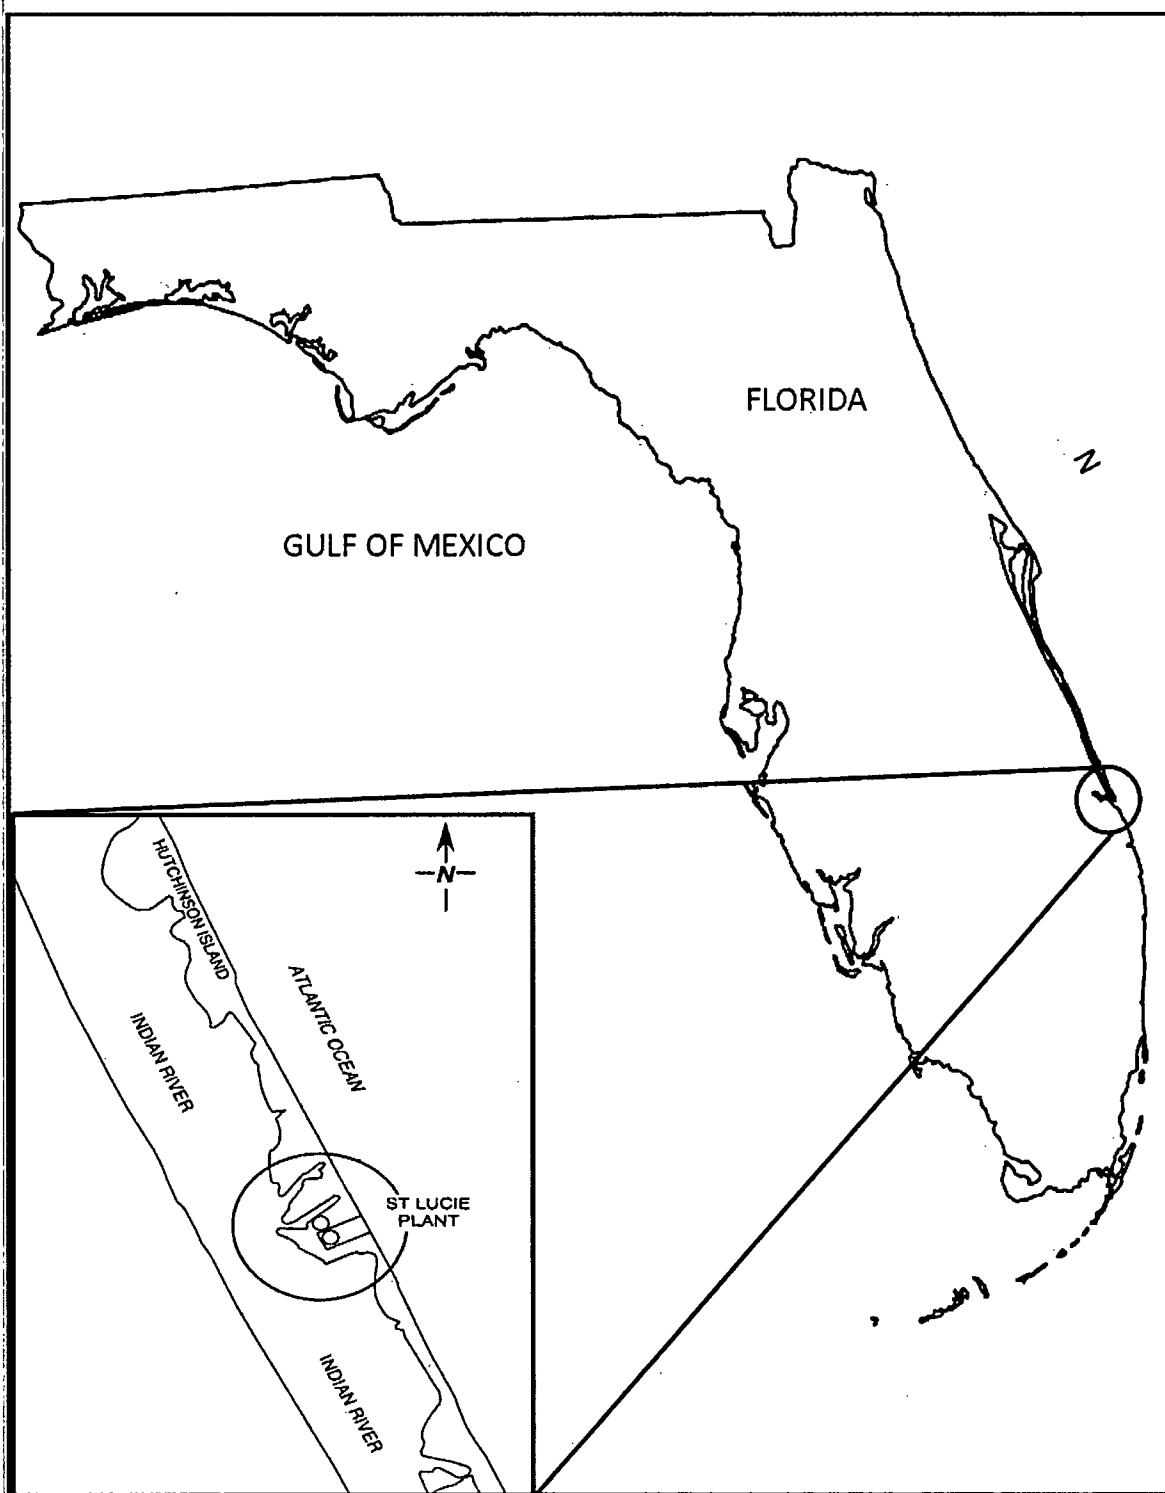 FLORIDA
N
GULF OF MEXICO
N
HUTCHINSON ISLAND
ATLANTIC OCEAN
INDIAN RIVER
ST LUCIE
PLANT
INDIAN RIVER